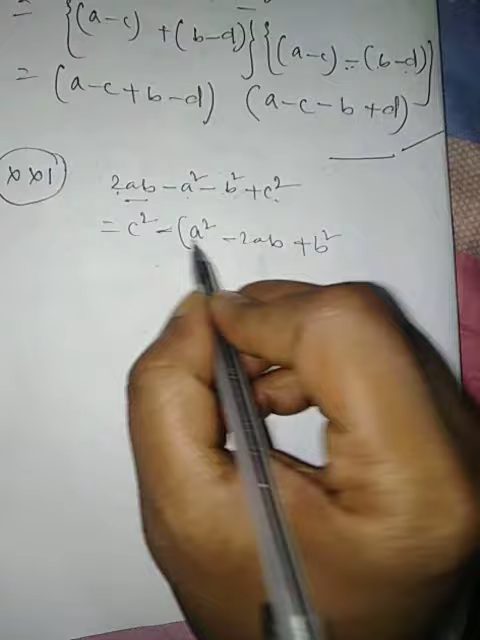 = {(a-c) + (b-d)} {(a-c) - (b-d)}
= (a-c+b-d) (a-c-b+d)
xxi 2ab - a² - b² + c²
= c² - (a² - 2ab + b²